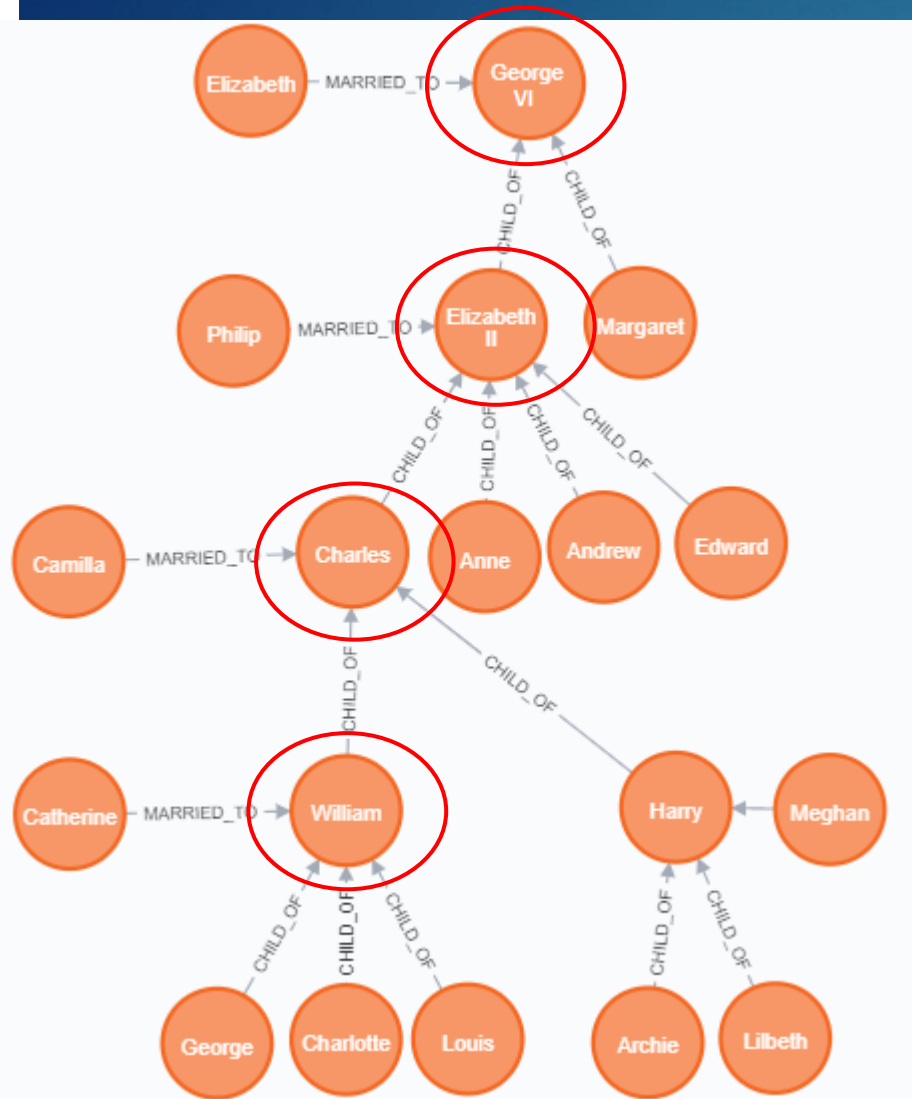 Elizabeth
MARRIED_TO
George
VI
CHILD_OF
CHILD_OF
Philip
MARRIED_TO
Elizabeth
II
Margaret
CHILD_OF
CHILD_OF
CHILD_OF
CHILD_OF
Camilla
MARRIED_TO
Charles
Anne
Andrew
Edward
CHILD_OF
CHILD_OF
Catherine
MARRIED_TO
William
Harry
Meghan
CHILD_OF
CHILD_OF
CHILD_OF
CHILD_OF
CHILD_OF
George
Charlotte
Louis
Archie
Lilbeth